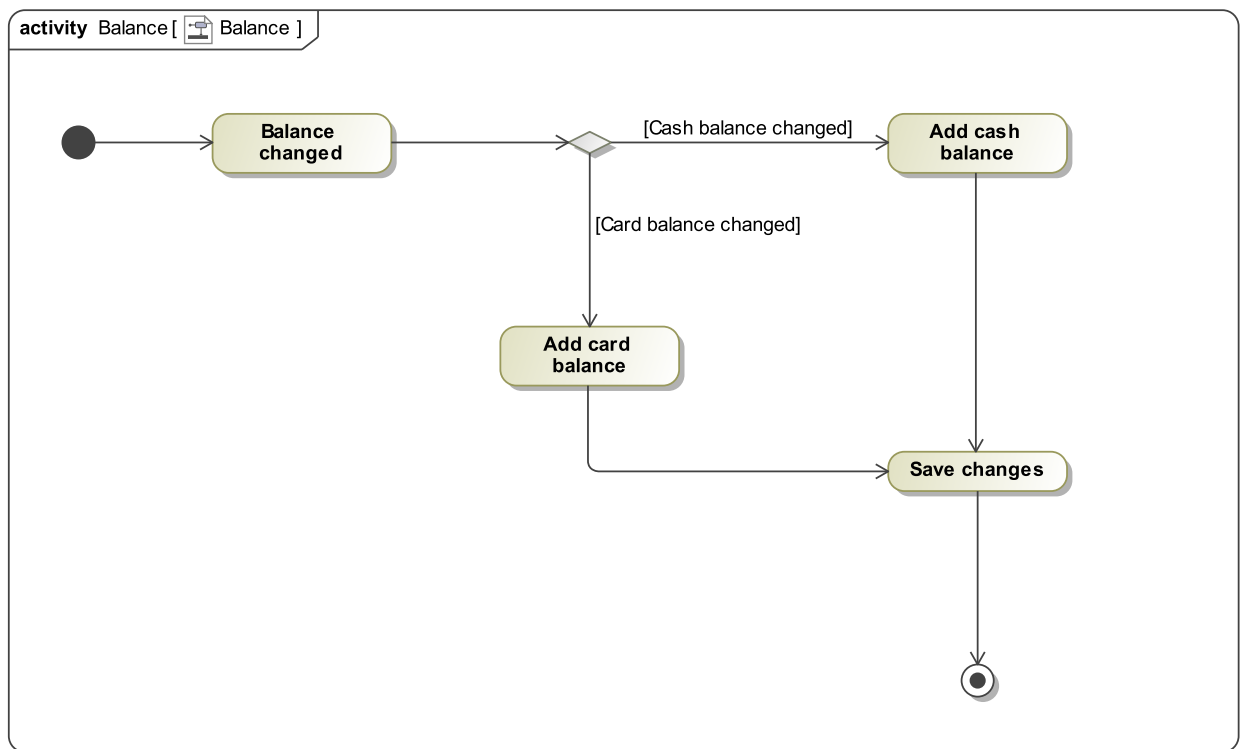 activity Balance [ Balance ]
Balance
changed
[Cash balance changed]
Add cash
balance
[Card balance changed]
Add card
balance
Save changes